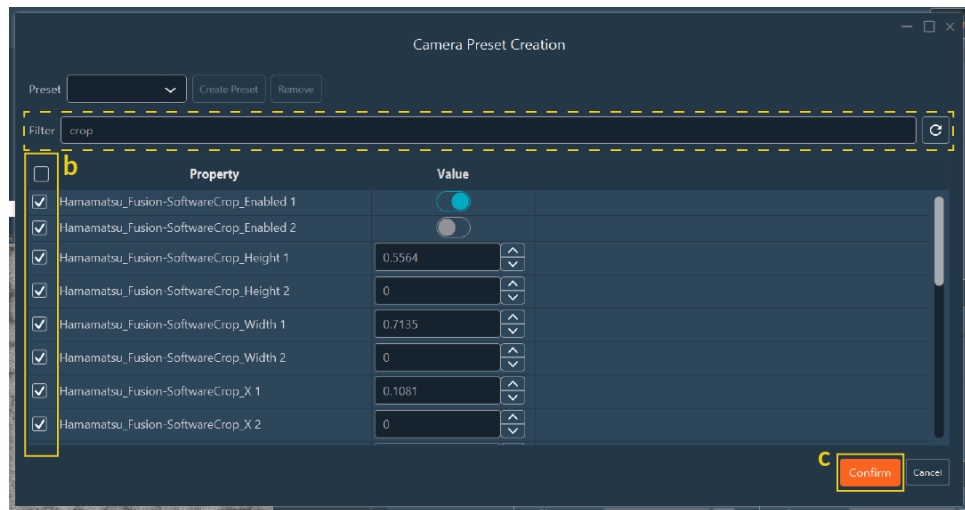 Camera Preset Creation
Preset Create Preset Remove
Filter crop
b Property Value
Hamamatsu_Fusion-SoftwareCrop_Enabled 1
Hamamatsu_Fusion-SoftwareCrop_Enabled 2
Hamamatsu_Fusion-SoftwareCrop_Height 1 0.5564
Hamamatsu_Fusion-SoftwareCrop_Height 2 0
Hamamatsu_Fusion-SoftwareCrop_Width 1 0.7135
Hamamatsu_Fusion-SoftwareCrop_Width 2 0
Hamamatsu_Fusion-SoftwareCrop_X 1 0.1081
Hamamatsu_Fusion-SoftwareCrop_X 2 0
c Confirm Cancel